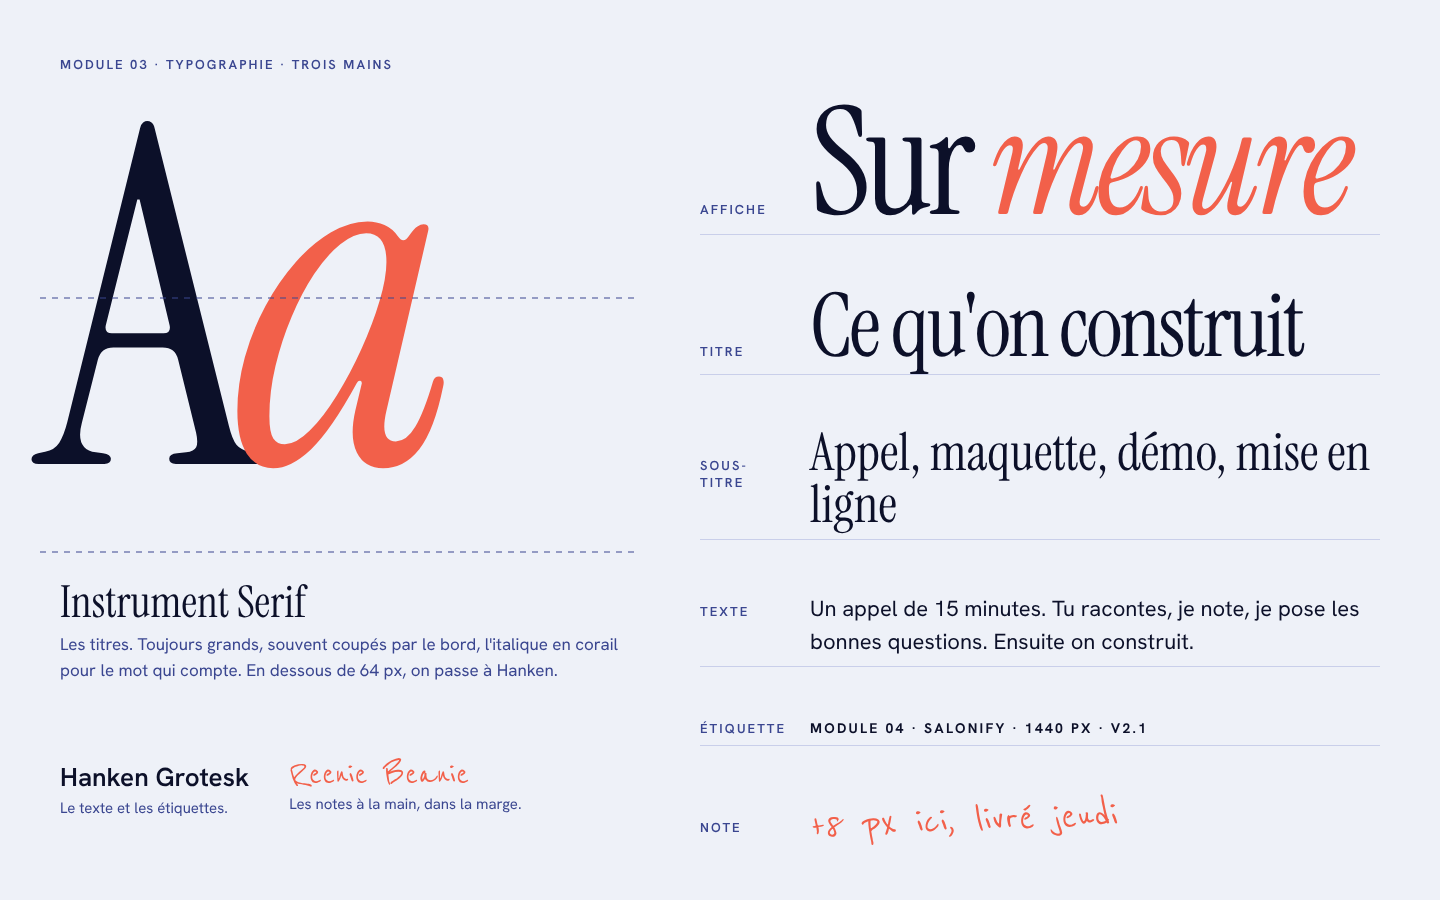 MODULE 03 · TYPOGRAPHIE · TROIS MAINS
Aa
Instrument Serif
Les titres. Toujours grands, souvent coupés par le bord, l'italique en corail
pour le mot qui compte. En dessous de 64 px, on passe à Hanken.
Hanken Grotesk
Le texte et les étiquettes.
Reenie Beanie
Les notes à la main, dans la marge.
AFFICHE
Sur mesure
TITRE
Ce qu'on construit
SOUS-
TITRE
Appel, maquette, démo, mise en
ligne
TEXTE
Un appel de 15 minutes. Tu racontes, je note, je pose les
bonnes questions. Ensuite on construit.
ÉTIQUETTE
MODULE 04 · SALONIFY · 1440 PX · V2.1
NOTE
+8 px ici, livré jeudi